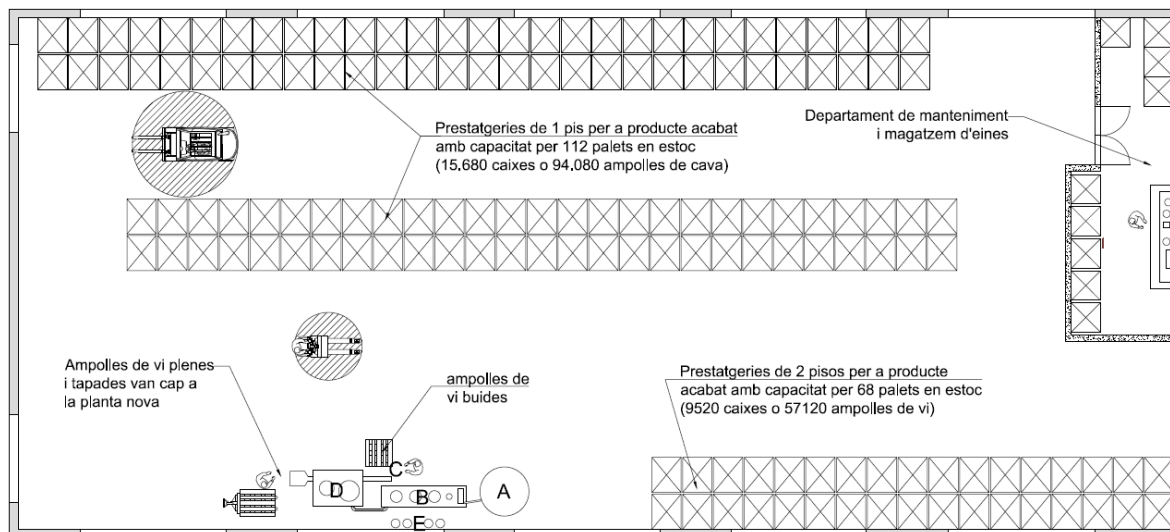 Prestatgeries de 1 pis per a producte acabat
amb capacitat per 112 palets en estoc
(15.680 caixes o 94.080 ampolles de cava)
Departament de manteniment
i magatzem d'eines
Ampolles de vi plenes
i tapades van cap a
la planta nova
ampolles de
vi buides
Prestatgeries de 2 pisos per a producte
acabat amb capacitat per 68 palets en estoc
(9520 caixes o 57120 ampolles de vi)
C
D
B
A
E